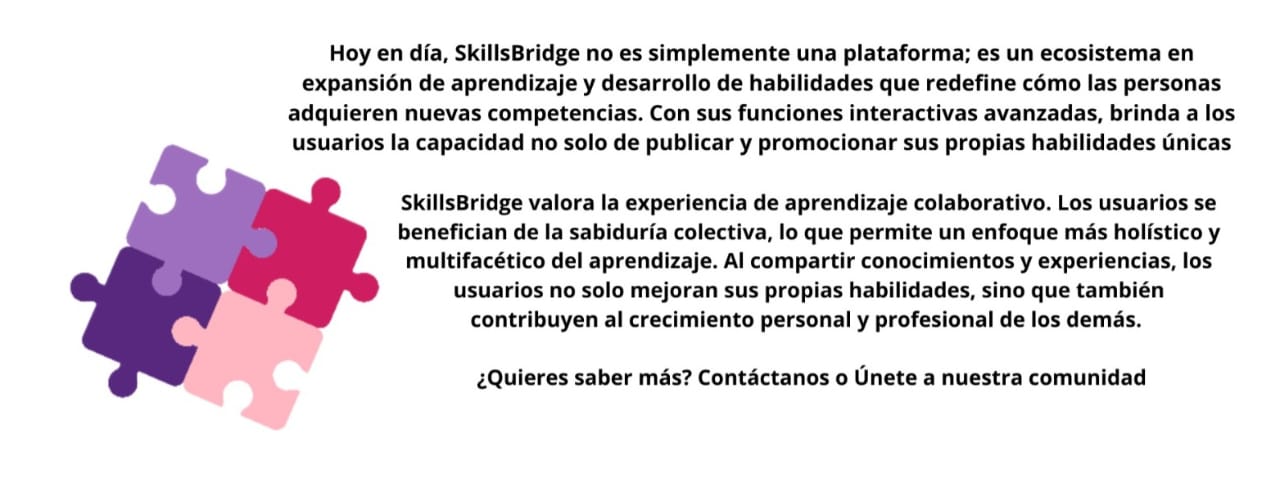 Hoy en día, SkillsBridge no es simplemente una plataforma; es un ecosistema en
expansión de aprendizaje y desarrollo de habilidades que redefine cómo las personas
adquieren nuevas competencias. Con sus funciones interactivas avanzadas, brinda a los
usuarios la capacidad no solo de publicar y promocionar sus propias habilidades únicas
SkillsBridge valora la experiencia de aprendizaje colaborativo. Los usuarios se
benefician de la sabiduría colectiva, lo que permite un enfoque más holístico y
multifacético del aprendizaje. Al compartir conocimientos y experiencias, los
usuarios no solo mejoran sus propias habilidades, sino que también
contribuyen al crecimiento personal y profesional de los demás.
¿Quieres saber más? Contáctanos o Únete a nuestra comunidad